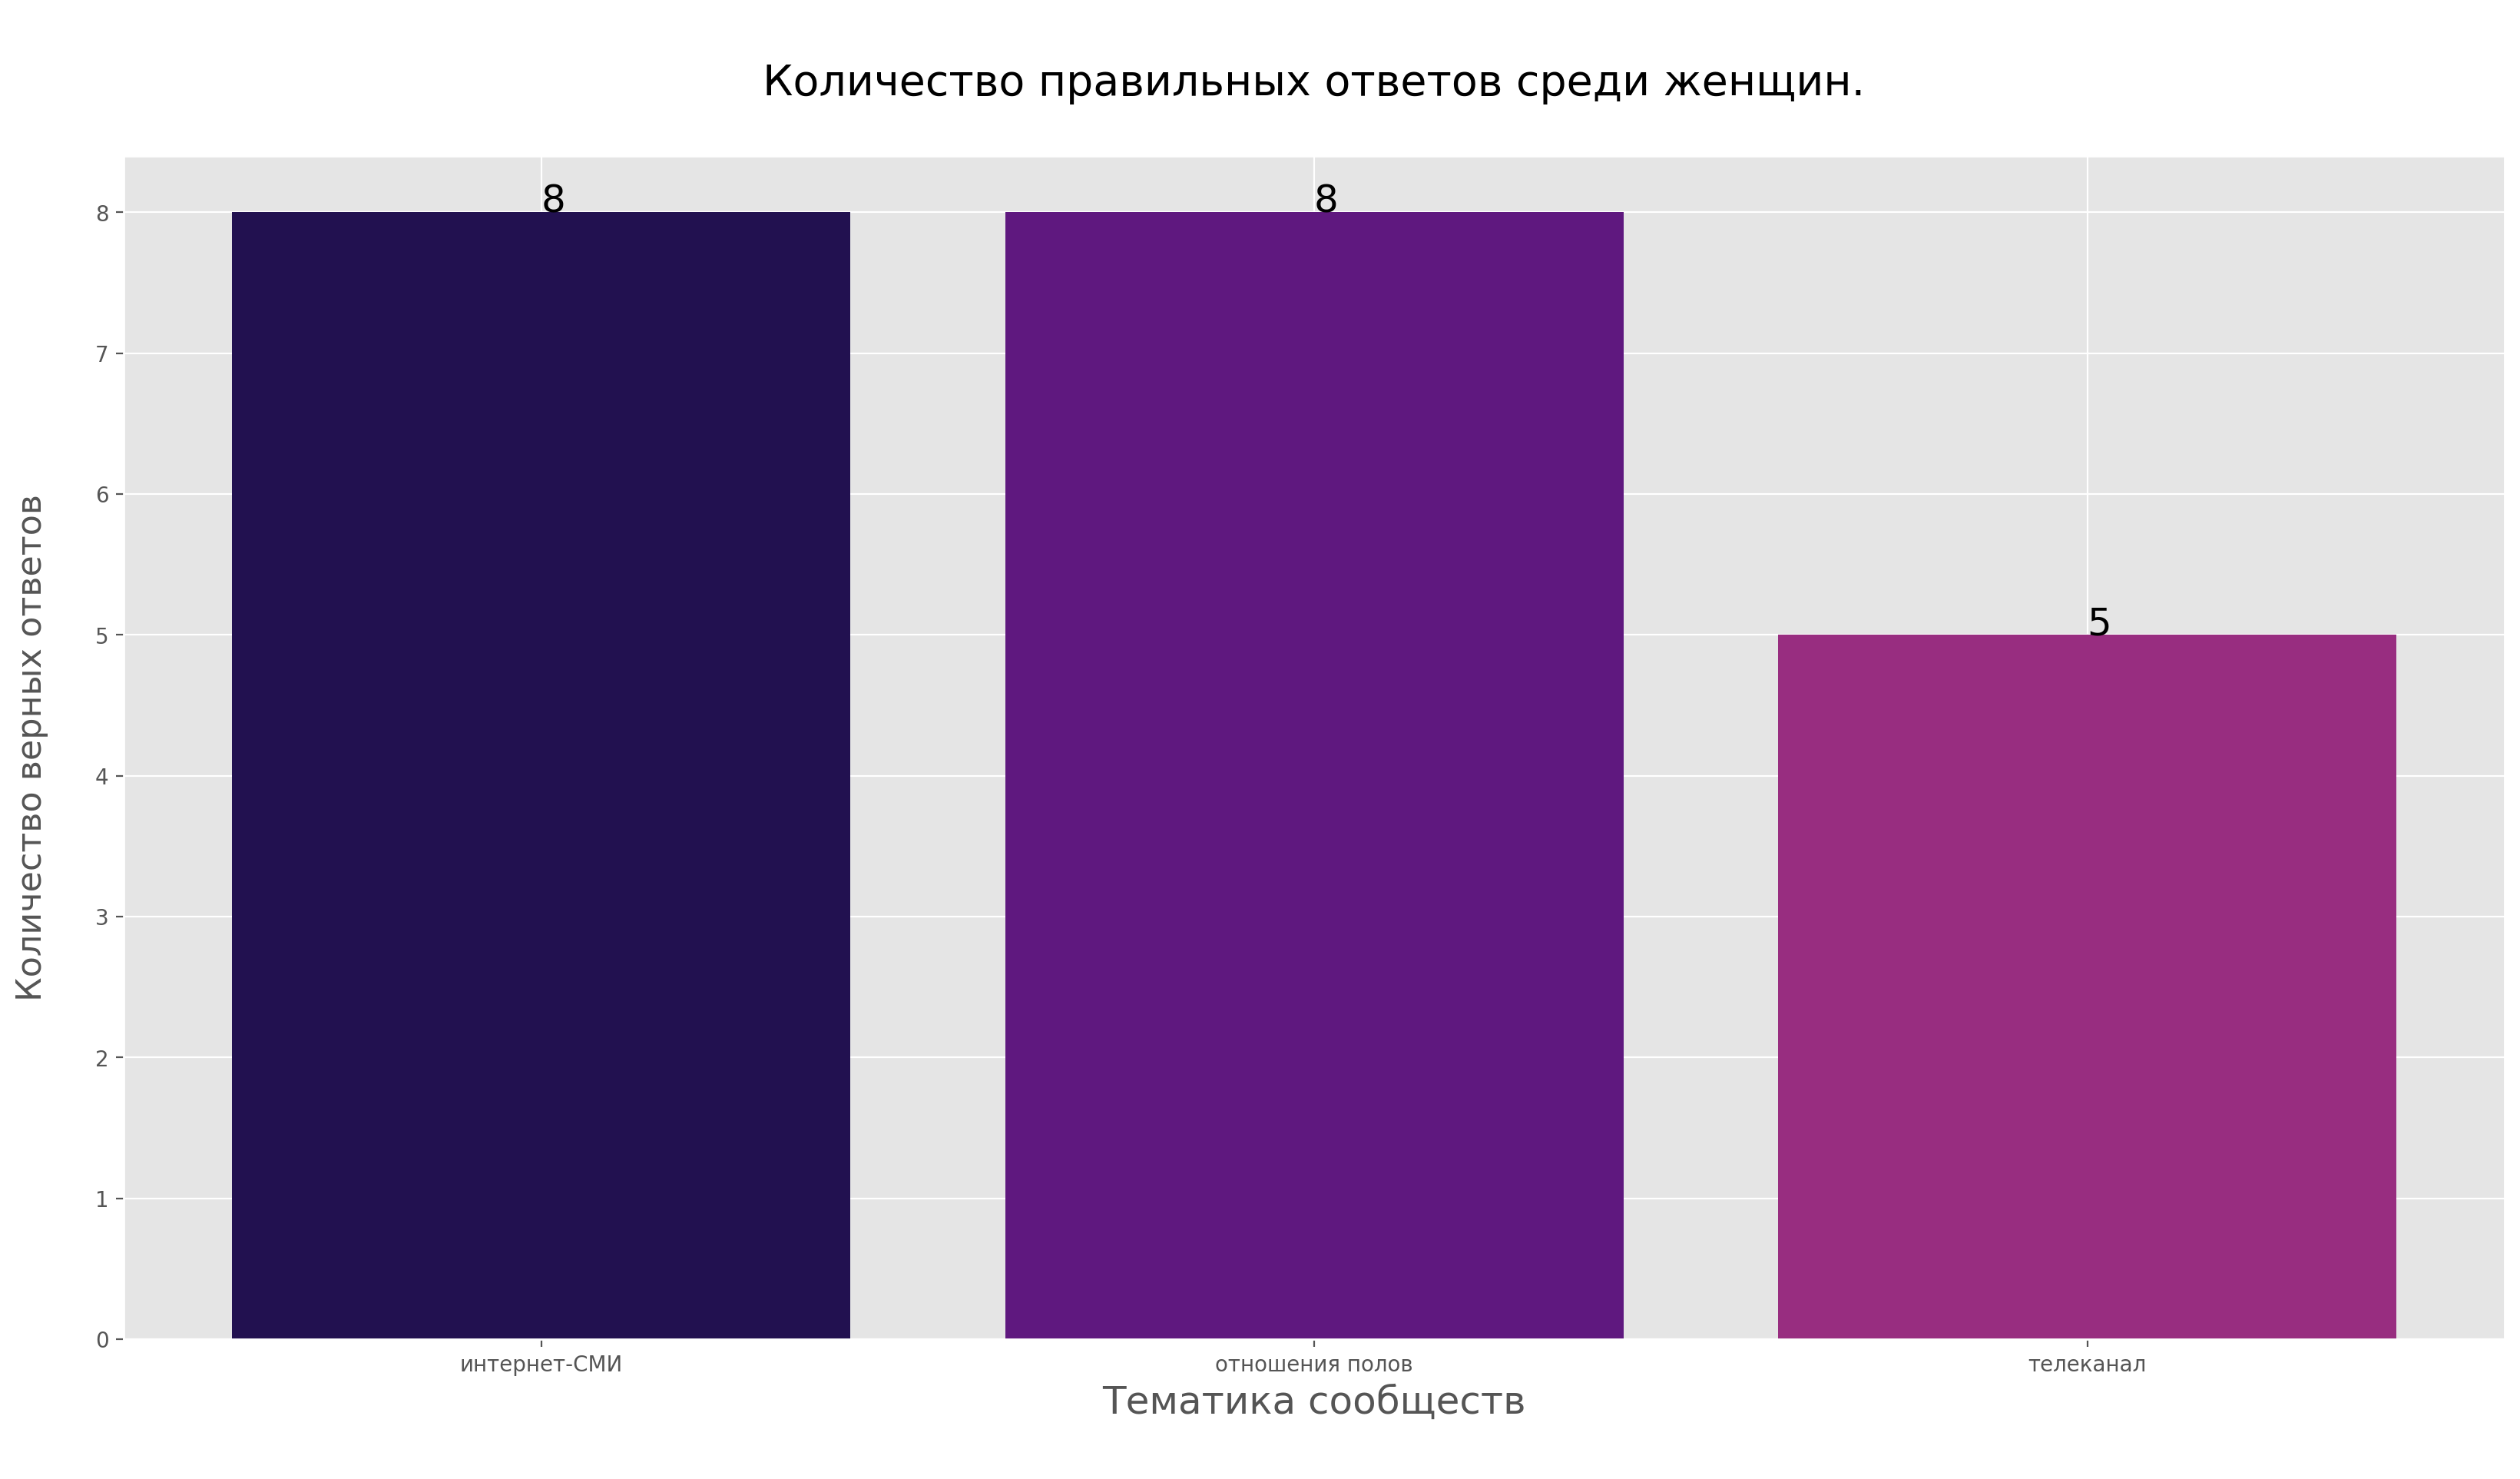 Количество правильных ответов среди женщин.
8
8
5
Количество верных ответов
8
7
6
5
4
3
2
1
0
интернет-СМИ
отношения полов
телеканал
Тематика сообществ